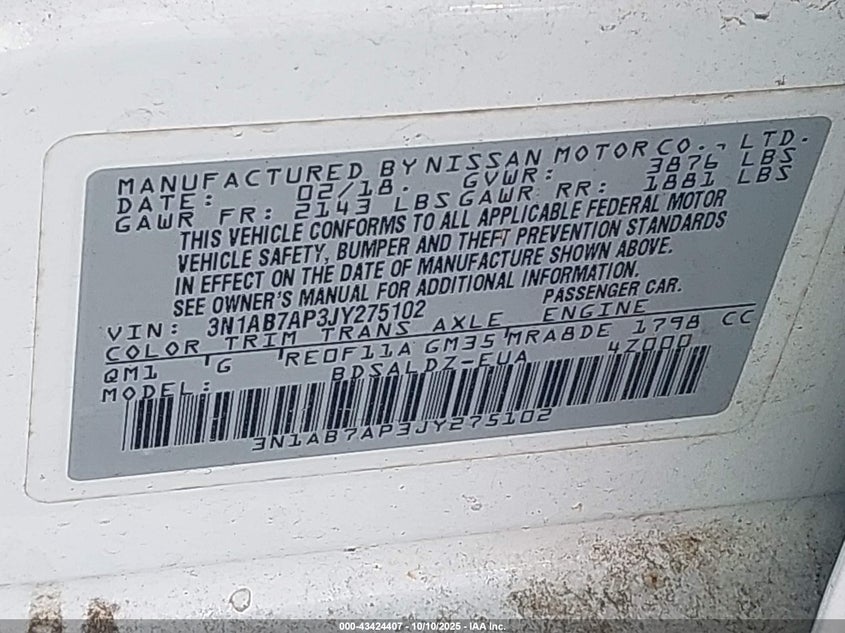 MANUFACTURED BY NISSAN MOTOR CO., LTD.
DATE: 02/18. GVWR: 3876 LBS
GAWR FR: 2143 LBS GAWR RR: 1881 LBS
THIS VEHICLE CONFORMS TO ALL APPLICABLE FEDERAL MOTOR
VEHICLE SAFETY, BUMPER AND THEFT PREVENTION STANDARDS
IN EFFECT ON THE DATE OF MANUFACTURE SHOWN ABOVE.
SEE OWNER'S MANUAL FOR ADDITIONAL INFORMATION.
PASSENGER CAR.
VIN: 3N1AB7AP3JY275102
COLOR TRIM TRANS AXLE ENGINE
QM1 'G 'RE0F11A GM35 'MRA8DE 1798 CC
MODEL: BDSALDZ-EUA 4Z000
3N1AB7AP3JY275102
000-43424407 - 10/10/2025 - IAA Inc.